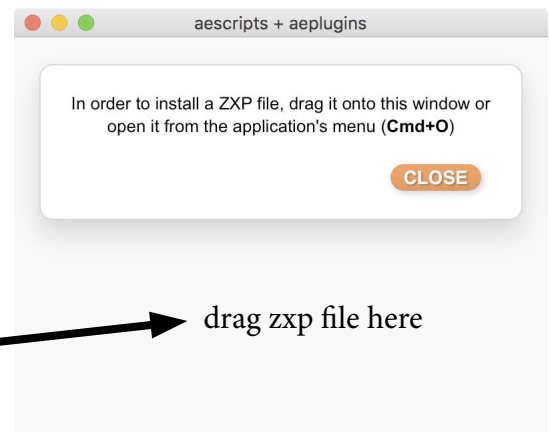 aescripts + aeplugins
In order to install a ZXP file, drag it onto this window or
open it from the application's menu (Cmd+O)
CLOSE
drag zxp file here